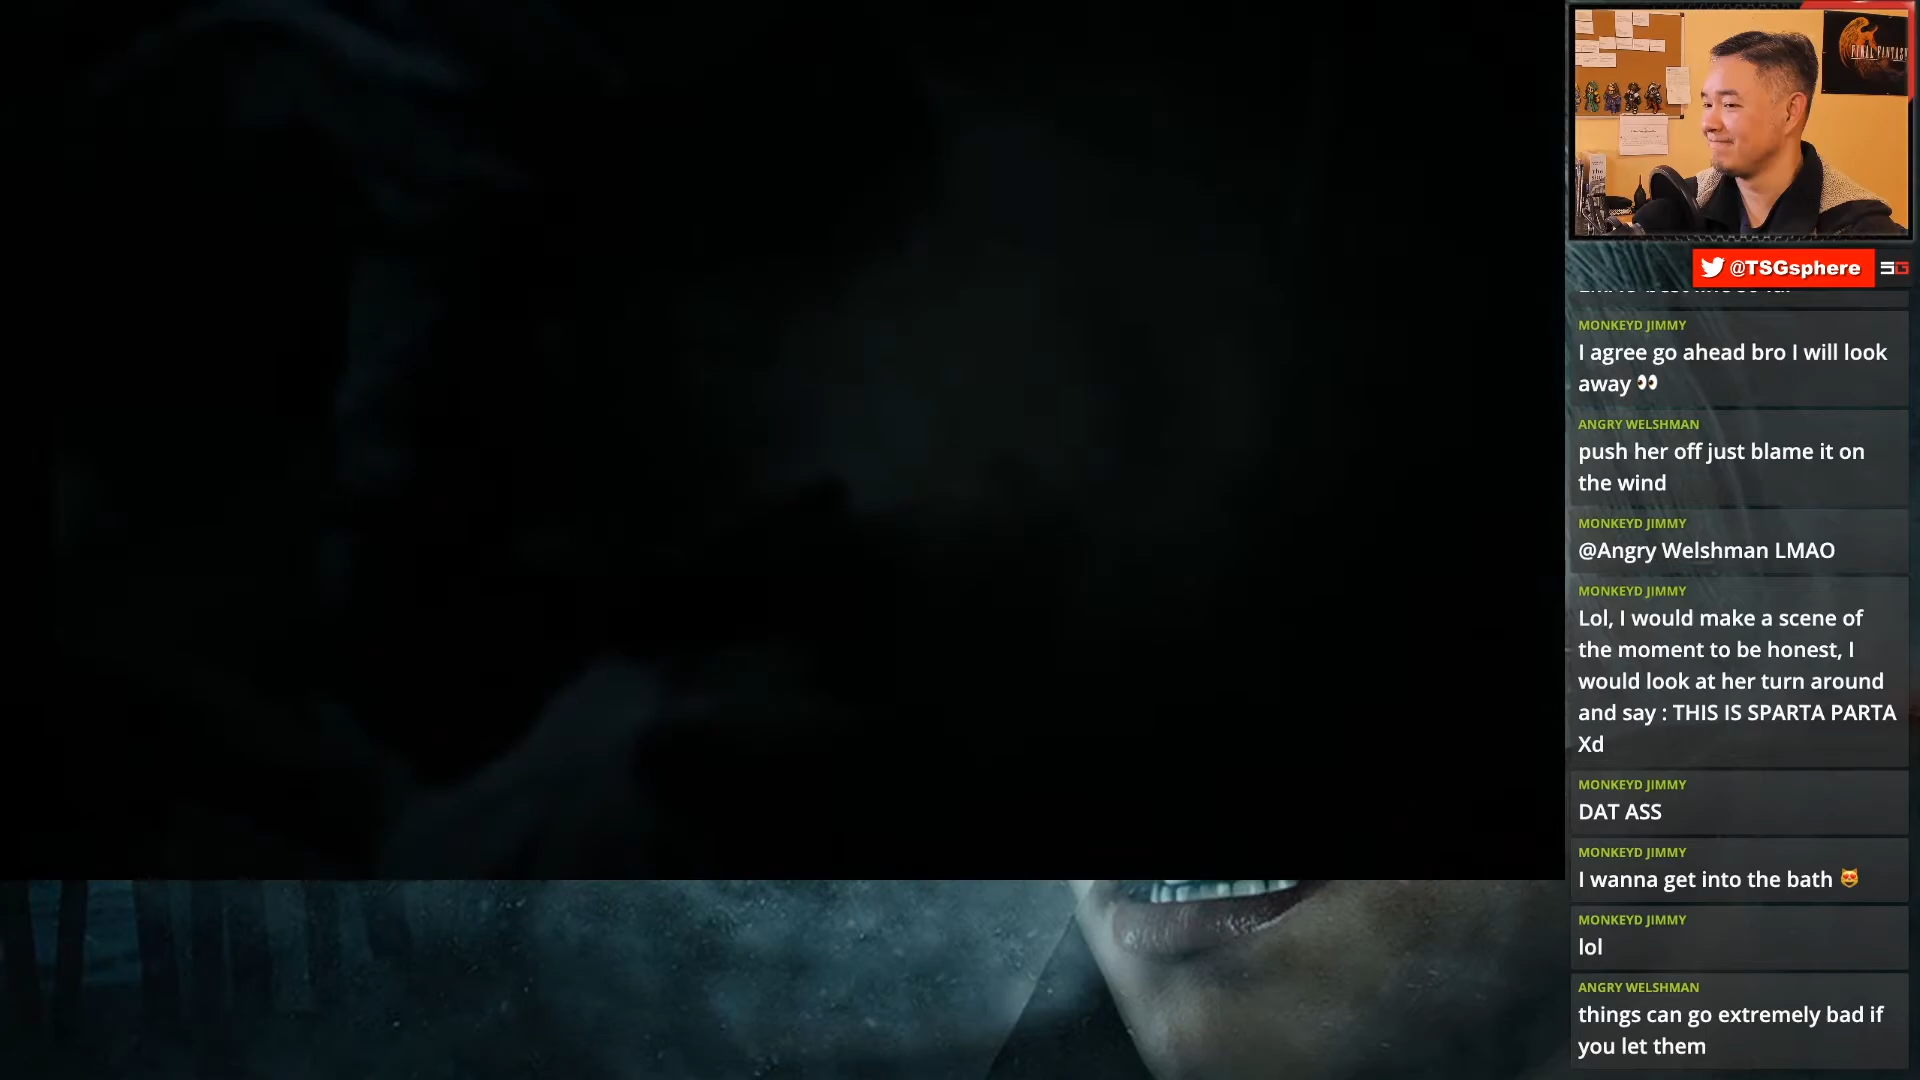 FINAL FANTASY
@TSGsphere SG
MONKEYD JIMMY
I agree go ahead bro I will look
away 👀
ANGRY WELSHMAN
push her off just blame it on
the wind
MONKEYD JIMMY
@Angry Welshman LMAO
MONKEYD JIMMY
Lol, I would make a scene of
the moment to be honest, I
would look at her turn around
and say : THIS IS SPARTA PARTA
Xd
MONKEYD JIMMY
DAT ASS
MONKEYD JIMMY
I wanna get into the bath 😻
MONKEYD JIMMY
lol
ANGRY WELSHMAN
things can go extremely bad if
you let them